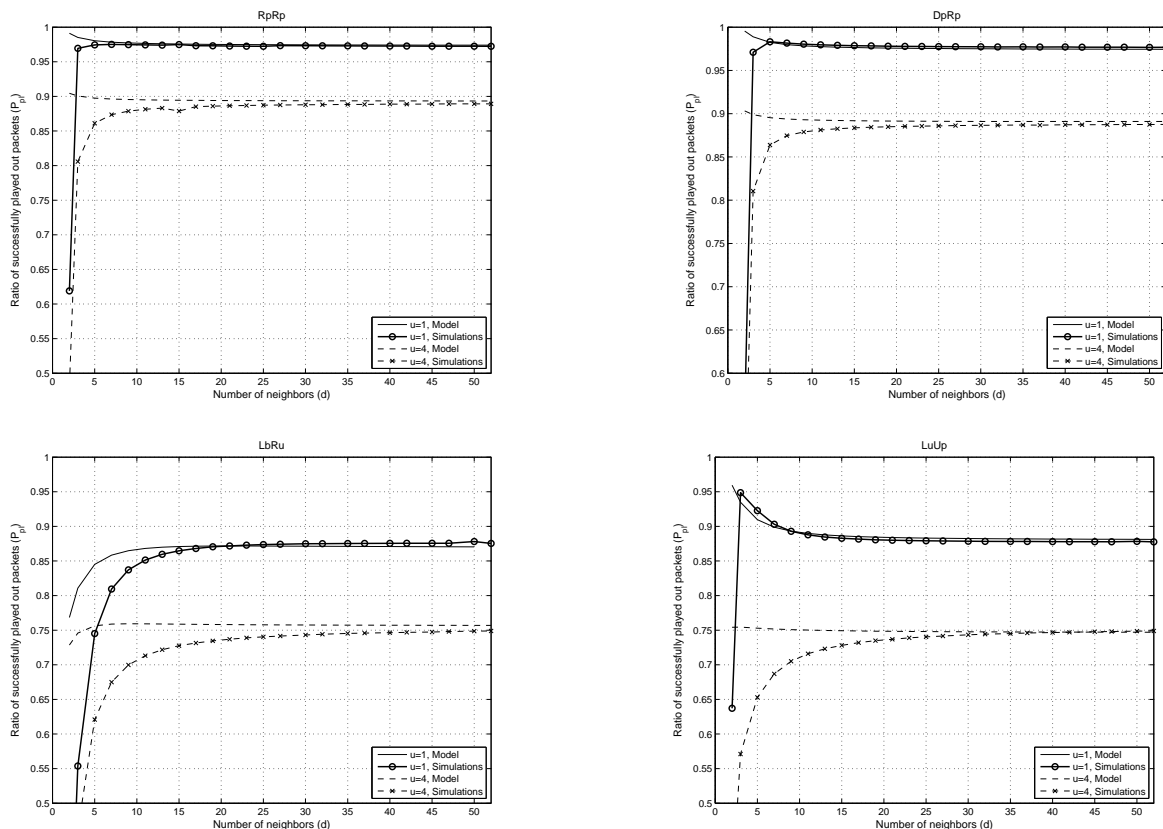 RpRp
1
0.95
0.9
0.85
0.8
0.75
0.7
0.65
0.6
0.55
0.5
0 5 10 15 20 25 30 35 40 45 50
Ratio of successfully played out packets (Ppl)
Number of neighbors (d)
u=1, Model
u=1, Simulations
u=4, Model
u=4, Simulations
DpRp
1
0.95
0.9
0.85
0.8
0.75
0.7
0.65
0.6
0 5 10 15 20 25 30 35 40 45 50
Ratio of successfully played out packets (Ppl)
Number of neighbors (d)
u=1, Model
u=1, Simulations
u=4, Model
u=4, Simulations
LbRu
1
0.95
0.9
0.85
0.8
0.75
0.7
0.65
0.6
0.55
0.5
0 5 10 15 20 25 30 35 40 45 50
Ratio of successfully played out packets (Ppl)
Number of neighbors (d)
u=1, Model
u=1, Simulations
u=4, Model
u=4, Simulations
LuUp
1
0.95
0.9
0.85
0.8
0.75
0.7
0.65
0.6
0.55
0.5
0 5 10 15 20 25 30 35 40 45 50
Ratio of successfully played out packets (Ppl)
Number of neighbors (d)
u=1, Model
u=1, Simulations
u=4, Model
u=4, Simulations